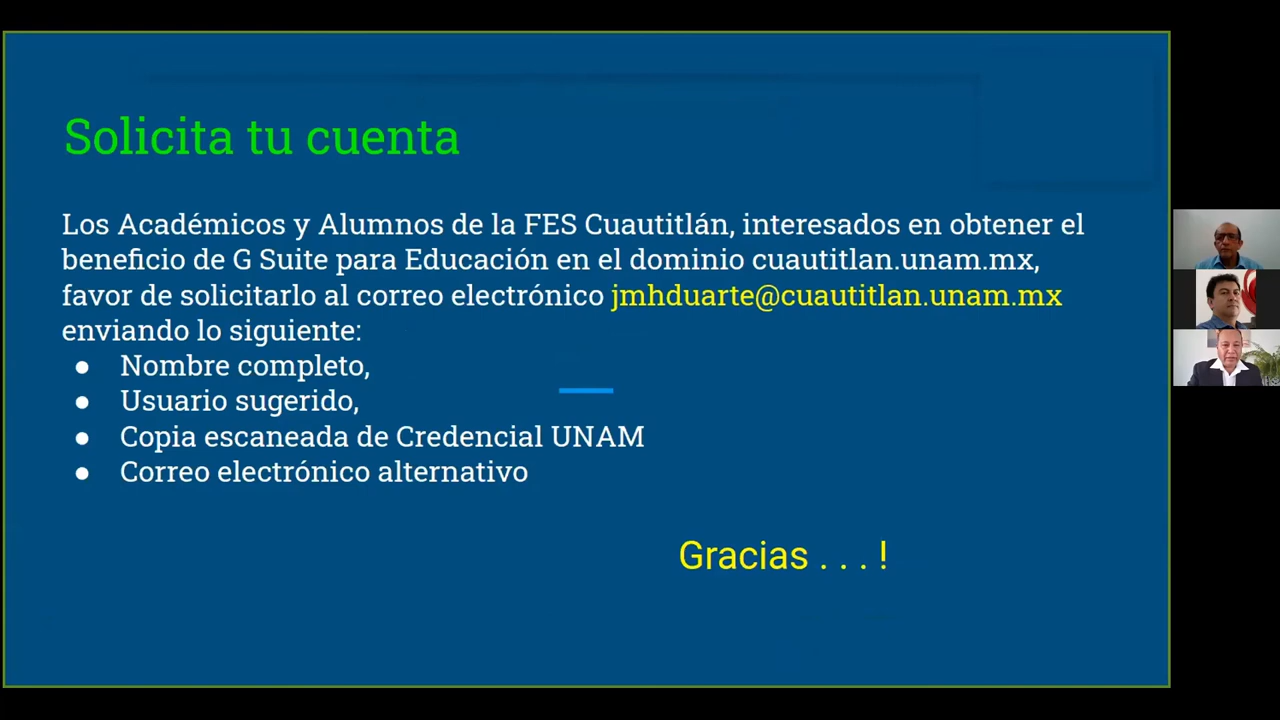 Solicita tu cuenta
Los Académicos y Alumnos de la FES Cuautitlán, interesados en obtener el
beneficio de G Suite para Educación en el dominio cuautitlan.unam.mx,
favor de solicitarlo al correo electrónico jmhduarte@cuautitlan.unam.mx
enviando lo siguiente:
● Nombre completo,
● Usuario sugerido,
● Copia escaneada de Credencial UNAM
● Correo electrónico alternativo
Gracias . . . !